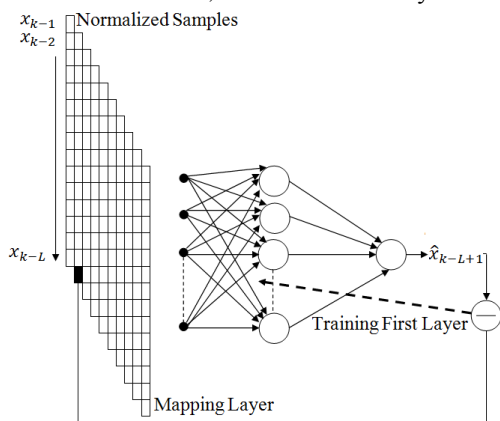 x_{k-1} Normalized Samples
x_{k-2}
x_{k-L}
x̂_{k-L+1}
Training First Layer
Mapping Layer